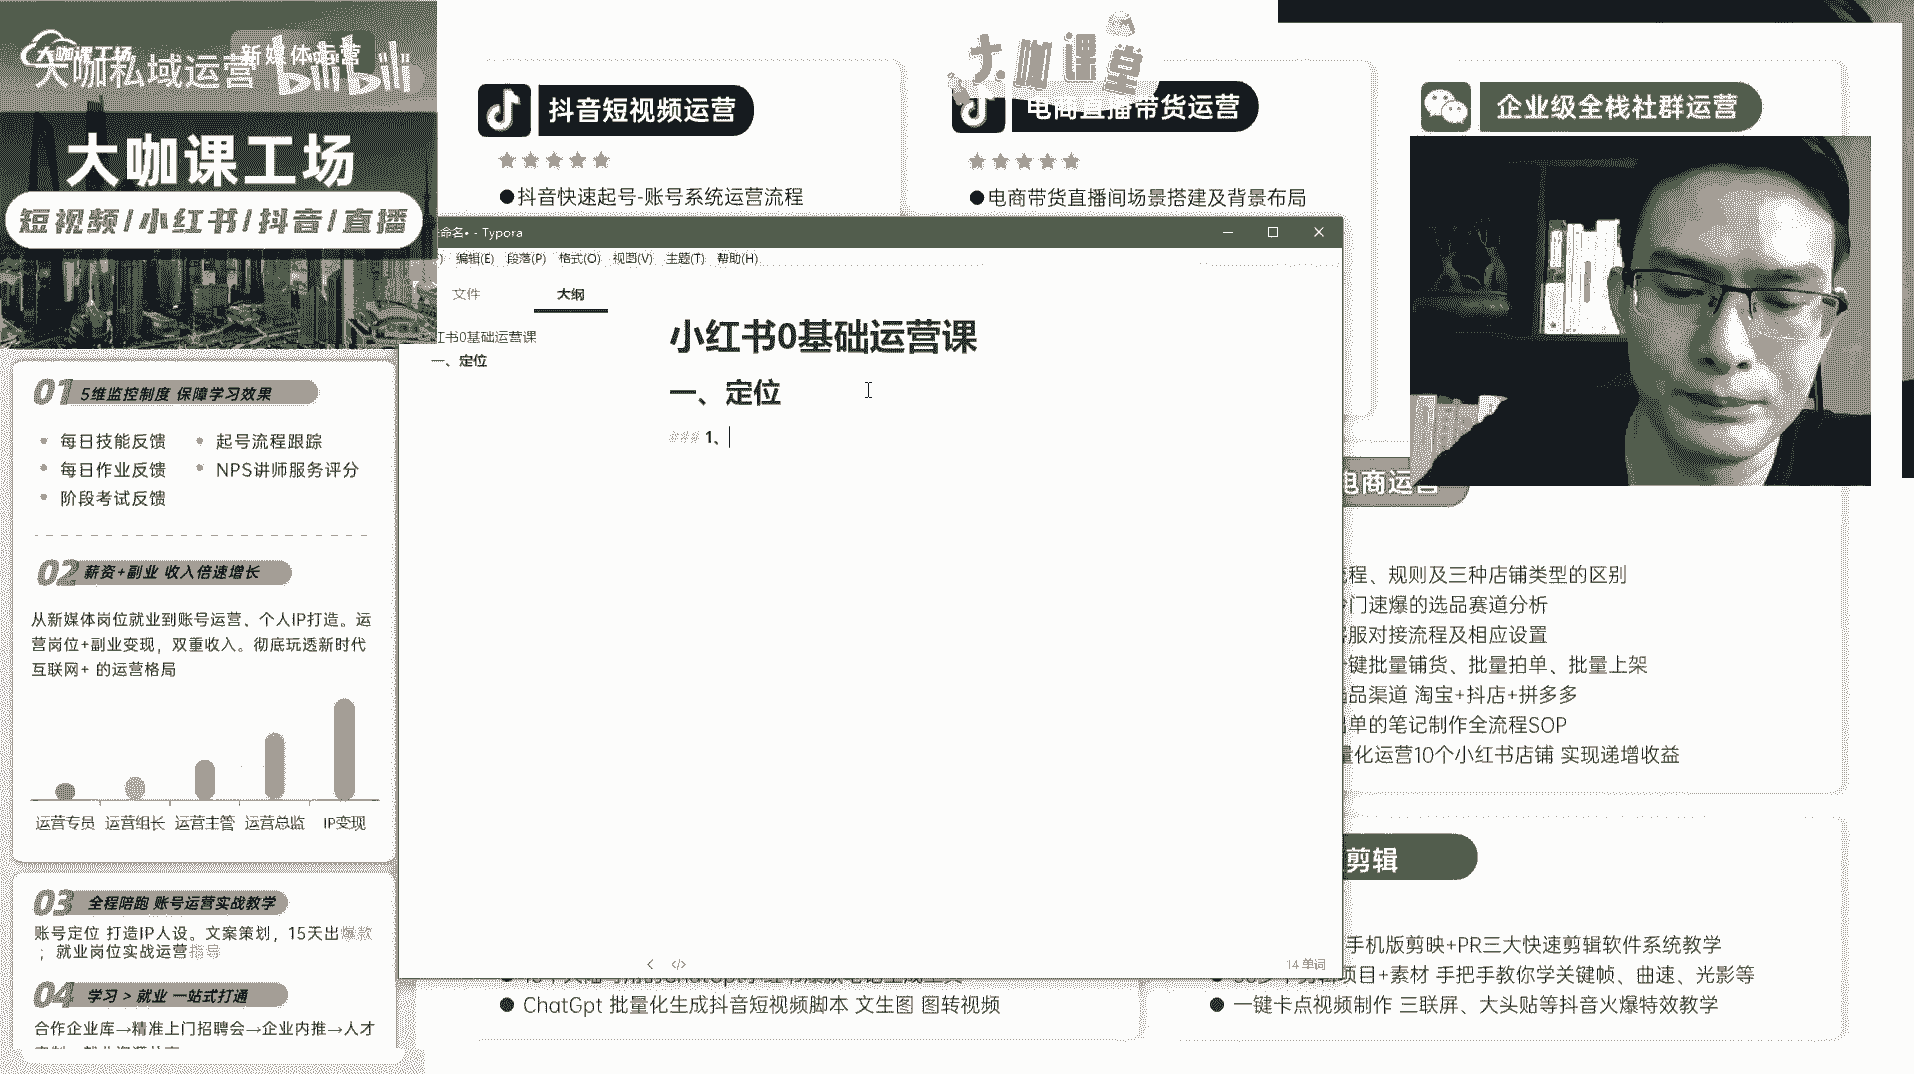 大咖课工场
大咖私域运营
新媒体运营
bilibili
大咖课工场
短视频/小红书/抖音/直播
大咖课堂
抖音短视频运营
●抖音快速起号-账号系统运营流程
电商直播带货运营
●电商带货直播间场景搭建及背景布局
企业级全栈社群运营
命名• - Typora
编辑(E) 段落(P) 格式(O) 视图(V) 主题(T) 帮助(H)
文件 大纲
红书0基础运营课
一、定位
小红书0基础运营课
一、定位
### 1、
14 单词
01 5维监控制度 保障学习效果
每日技能反馈
起号流程跟踪
每日作业反馈
NPS讲师服务评分
阶段考试反馈
02 薪资+副业 收入倍速增长
从新媒体岗位就业到账号运营、个人IP打造。运
营岗位+副业变现，双重收入。彻底玩透新时代
互联网+ 的运营格局
运营专员 运营组长 运营主管 运营总监 IP变现
03 全程陪跑 账号运营实战教学
账号定位 打造IP人设。文案策划，15天出爆款
；就业岗位实战运营指导
04 学习 > 就业 一站式打通
合作企业库→精准上门招聘会→企业内推→人才
电商运营
程、规则及三种店铺类型的区别
门速爆的选品赛道分析
服对接流程及相应设置
键批量铺货、批量拍单、批量上架
品渠道 淘宝+抖店+拼多多
单的笔记制作全流程SOP
量化运营10个小红书店铺 实现递增收益
剪辑
手机版剪映+PR三大快速剪辑软件系统教学
项目+素材 手把手教你学关键帧、曲速、光影等
● 一键卡点视频制作 三联屏、大头贴等抖音火爆特效教学
● ChatGpt 批量化生成抖音短视频脚本 文生图 图转视频